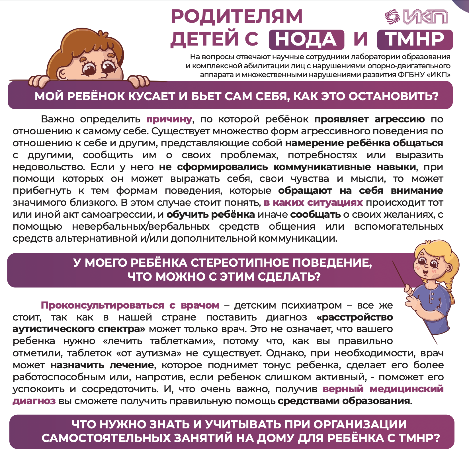 РОДИТЕЛЯМ
ДЕТЕЙ С НОДА И ТМНР
ИКП
На вопросы отвечают научные сотрудники лаборатории образования
и комплексной абилитации лиц с нарушениями опорно-двигательного
аппарата и множественными нарушениями развития ФГБНУ «ИКП»
МОЙ РЕБЁНОК КУСАЕТ И БЬЕТ САМ СЕБЯ, КАК ЭТО ОСТАНОВИТЬ?
Важно определить причину, по которой ребёнок проявляет агрессию по
отношению к самому себе. Существует множество форм агрессивного поведения по
отношению к себе и другим, представляющие собой намерение ребёнка общаться
с другими, сообщить им о своих проблемах, потребностях или выразить
недовольство. Если у него не сформировались коммуникативные навыки, при
помощи которых он может выражать себя, свои чувства и мысли, то может
прибегнуть к тем формам поведения, которые обращают на себя внимание
значимого близкого. В этом случае стоит понять, в каких ситуациях происходит тот
или иной акт самоагрессии, и обучить ребёнка иначе сообщать о своих желаниях, с
помощью невербальных/вербальных средств общения или вспомогательных
средств альтернативной и/или дополнительной коммуникации.
У МОЕГО РЕБЁНКА СТЕРЕОТИПНОЕ ПОВЕДЕНИЕ,
ЧТО МОЖНО С ЭТИМ СДЕЛАТЬ?
Проконсультироваться с врачом – детским психиатром – все же
стоит, так как в нашей стране поставить диагноз «расстройство
аутистического спектра» может только врач. Это не означает, что вашего
ребенка нужно «лечить таблетками», потому что, как вы правильно
отметили, таблеток «от аутизма» не существует. Однако, при необходимости, врач
может назначить лечение, которое поднимет тонус ребенка, сделает его более
работоспособным или, напротив, если ребенок слишком активный, - поможет его
успокоить и сосредоточить. И, что очень важно, получив верный медицинский
диагноз вы сможете получить правильную помощь средствами образования.
ЧТО НУЖНО ЗНАТЬ И УЧИТЫВАТЬ ПРИ ОРГАНИЗАЦИИ
САМОСТОЯТЕЛЬНЫХ ЗАНЯТИЙ НА ДОМУ ДЛЯ РЕБЁНКА С ТМНР?